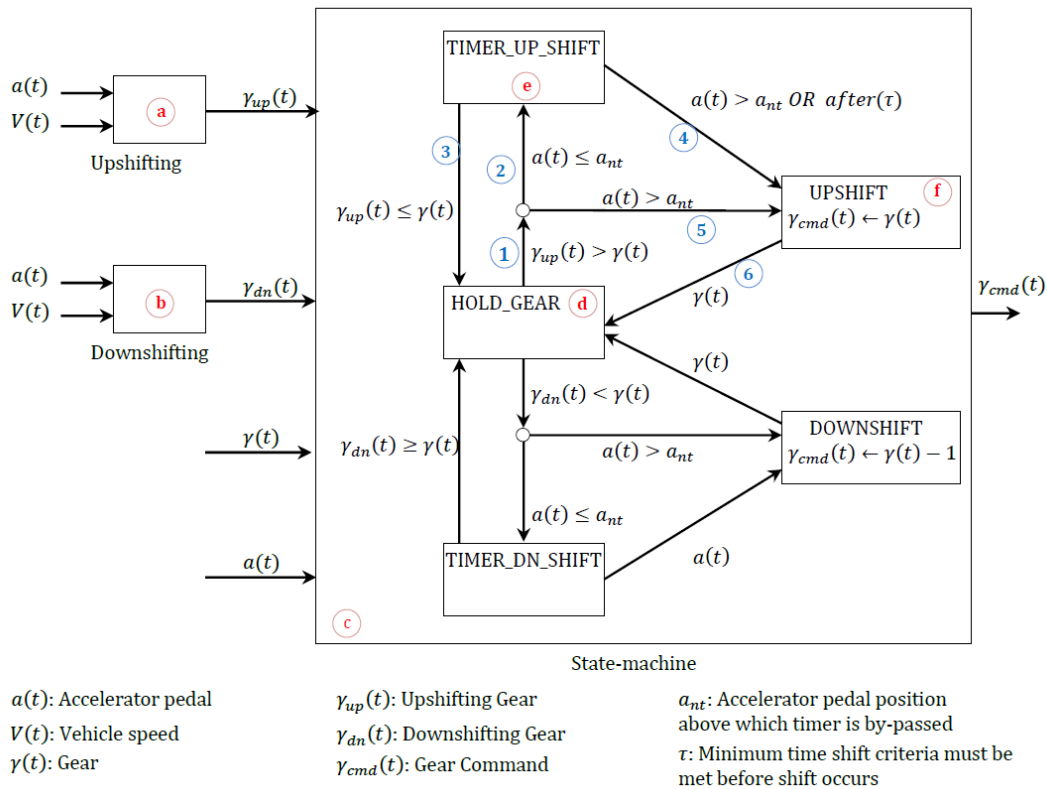 TIMER_UP_SHIFT
e
a(t)
V(t)
a
γ_up(t)
Upshifting
a(t) > a_nt OR after(τ)
4
3
2
a(t) ≤ a_nt
γ_up(t) ≤ γ(t)
a(t) > a_nt
5
UPSHIFT
f
γ_cmd(t) ← γ(t)
1
γ_up(t) > γ(t)
6
γ(t)
a(t)
V(t)
b
γ_dn(t)
Downshifting
HOLD_GEAR
d
γ_cmd(t)
γ(t)
γ_dn(t) < γ(t)
γ(t)
γ_dn(t) ≥ γ(t)
a(t) > a_nt
DOWNSHIFT
γ_cmd(t) ← γ(t) − 1
a(t) ≤ a_nt
a(t)
TIMER_DN_SHIFT
a(t)
c
State-machine
a(t): Accelerator pedal
V(t): Vehicle speed
γ(t): Gear
γ_up(t): Upshifting Gear
γ_dn(t): Downshifting Gear
γ_cmd(t): Gear Command
a_nt: Accelerator pedal position
above which timer is by-passed
τ: Minimum time shift criteria must be
met before shift occurs